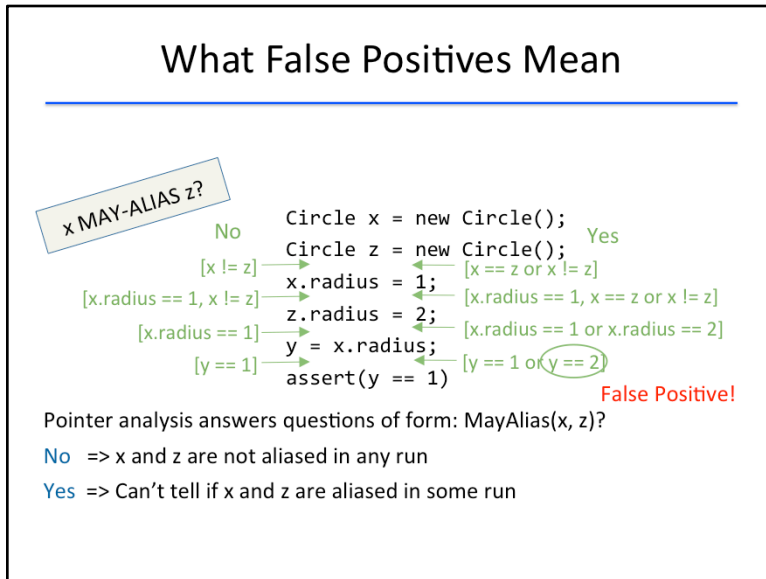 What False Positives Mean
x MAY-ALIAS z?
No
Yes
Circle x = new Circle();
Circle z = new Circle();
[x != z]
[x == z or x != z]
x.radius = 1;
[x.radius == 1, x != z]
[x.radius == 1, x == z or x != z]
z.radius = 2;
[x.radius == 1]
[x.radius == 1 or x.radius == 2]
y = x.radius;
[y == 1]
[y == 1 or y == 2]
assert(y == 1)
False Positive!
Pointer analysis answers questions of form: MayAlias(x, z)?
No => x and z are not aliased in any run
Yes => Can't tell if x and z are aliased in some run